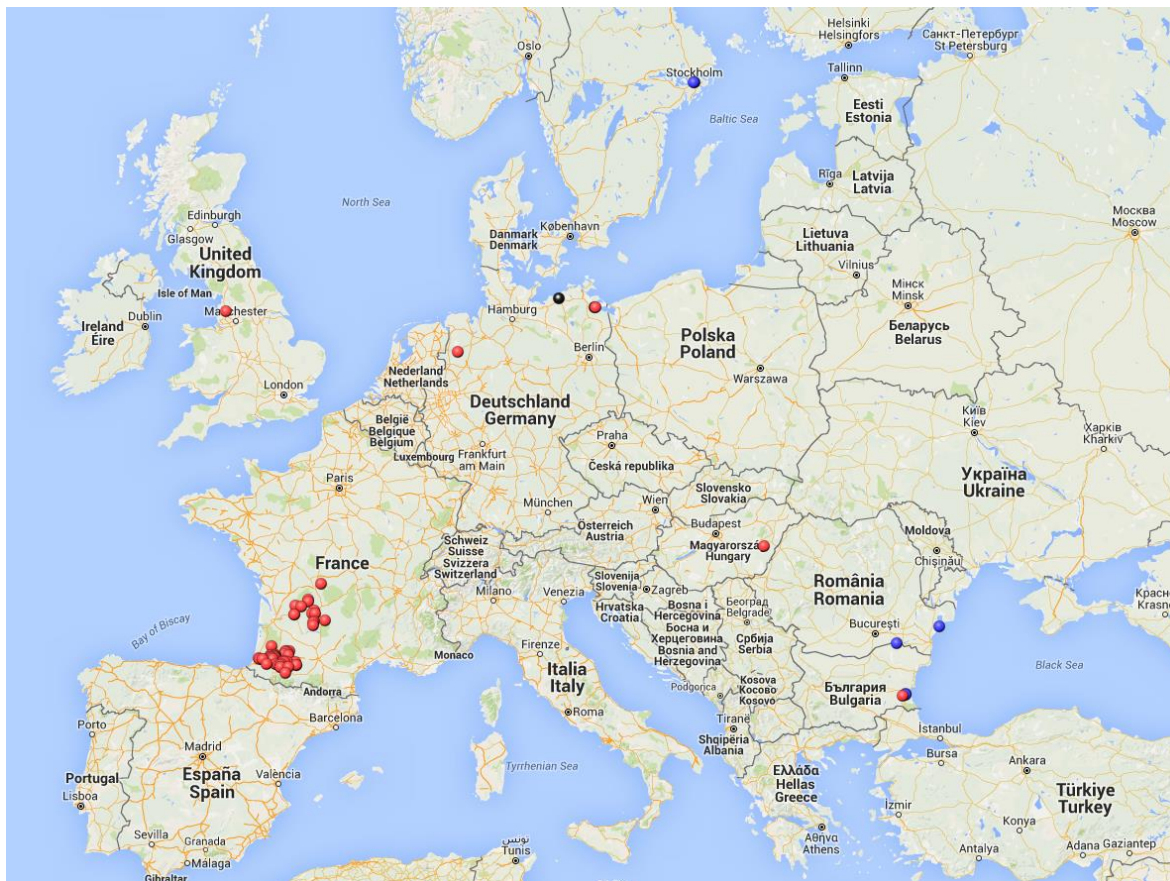 Helsinki
Helsingfors
Санкт-Петербург
St Petersburg
Oslo
Stockholm
Tallinn
Eesti
Estonia
Baltic Sea
Rīga
Latvija
Latvia
North Sea
Edinburgh
Glasgow
United
Kingdom
København
Danmark
Denmark
Lietuva
Lithuania
Vilnius
Москва
Moscow
Isle of Man
Manchester
Dublin
Ireland
Éire
Hamburg
Мінск
Minsk
Беларусь
Belarus
Polska
Poland
Berlin
Warszawa
Nederland
Netherlands
London
Deutschland
Germany
België
Belgique
Belgium
Luxembourg
Frankfurt
am Main
Praha
Česká republika
Київ
Kiev
Харків
Kharkiv
Україна
Ukraine
Paris
Slovensko
Slovakia
München
Wien
Österreich
Austria
Budapest
Magyarország
Hungary
Moldova
Chișinău
Schweiz
Suisse
Svizzera
Switzerland
France
Slovenija
Slovenia
Zagreb
Milano
Venezia
Hrvatska
Croatia
Bosna i
Hercegovina
Босна и
Херцеговина
Bosnia and
Herzegovina
Београд
Belgrade
România
Romania
București
Србија
Serbia
Bay of Biscay
Monaco
Firenze
Italia
Italy
Kosova
Косово
Kosovo
Podgorica
България
Bulgaria
Black Sea
Andorra
Barcelona
Roma
Tiranë
Shqipëria
Albania
İstanbul
Bursa
Ankara
Porto
Madrid
España
Spain
València
Portugal
Lisboa
Tyrrhenian Sea
Ελλάδα
Hellas
Greece
Türkiye
Turkey
İzmir
Konya
Αθήνα
Athens
Sevilla
Granada
Málaga
Gibraltar
تونس
Tunis
Antalya
Adana
Gaziantep